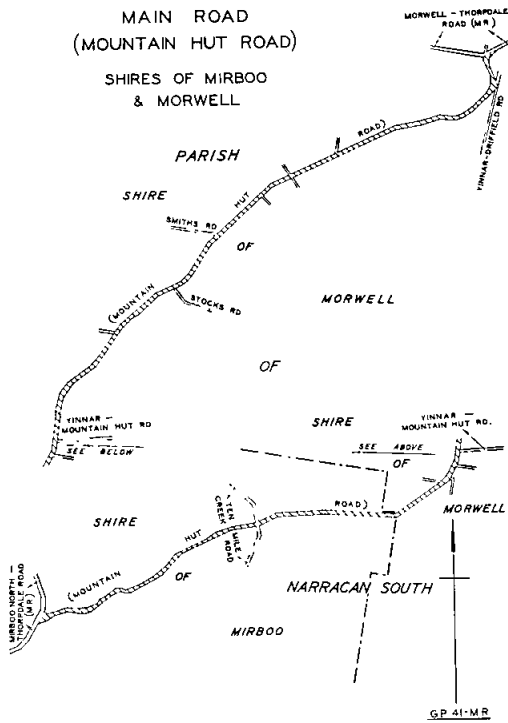 MAIN ROAD
(MOUNTAIN HUT ROAD)
SHIRES OF MIRBOO
& MORWELL
MORWELL - THORPDALE
ROAD (MR)
YINNAR-DRIFFIELD RD
PARISH
SHIRE
SMITHS RD
(MOUNTAIN HUT ROAD)
OF
STOCKS RD
MORWELL
OF
YINNAR -
MOUNTAIN HUT RD
SEE BELOW
SHIRE
YINNAR -
MOUNTAIN HUT RD.
SEE ABOVE
OF
MORWELL
SHIRE
TEN MILE
CREEK ROAD
(MOUNTAIN HUT ROAD)
OF
MIRBOO NORTH -
THORPDALE ROAD
(MR)
NARRACAN SOUTH
MIRBOO
GP 41-MR